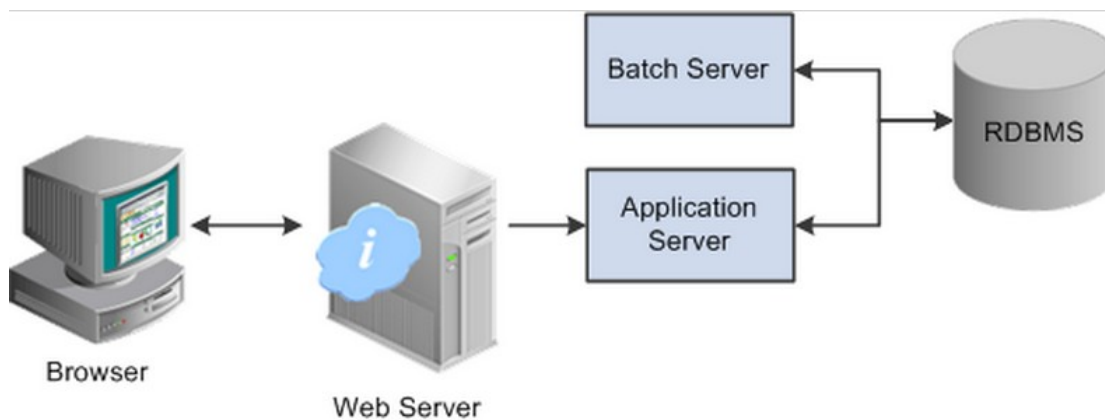 Batch Server
RDBMS
Application
Server
i
Browser
Web Server